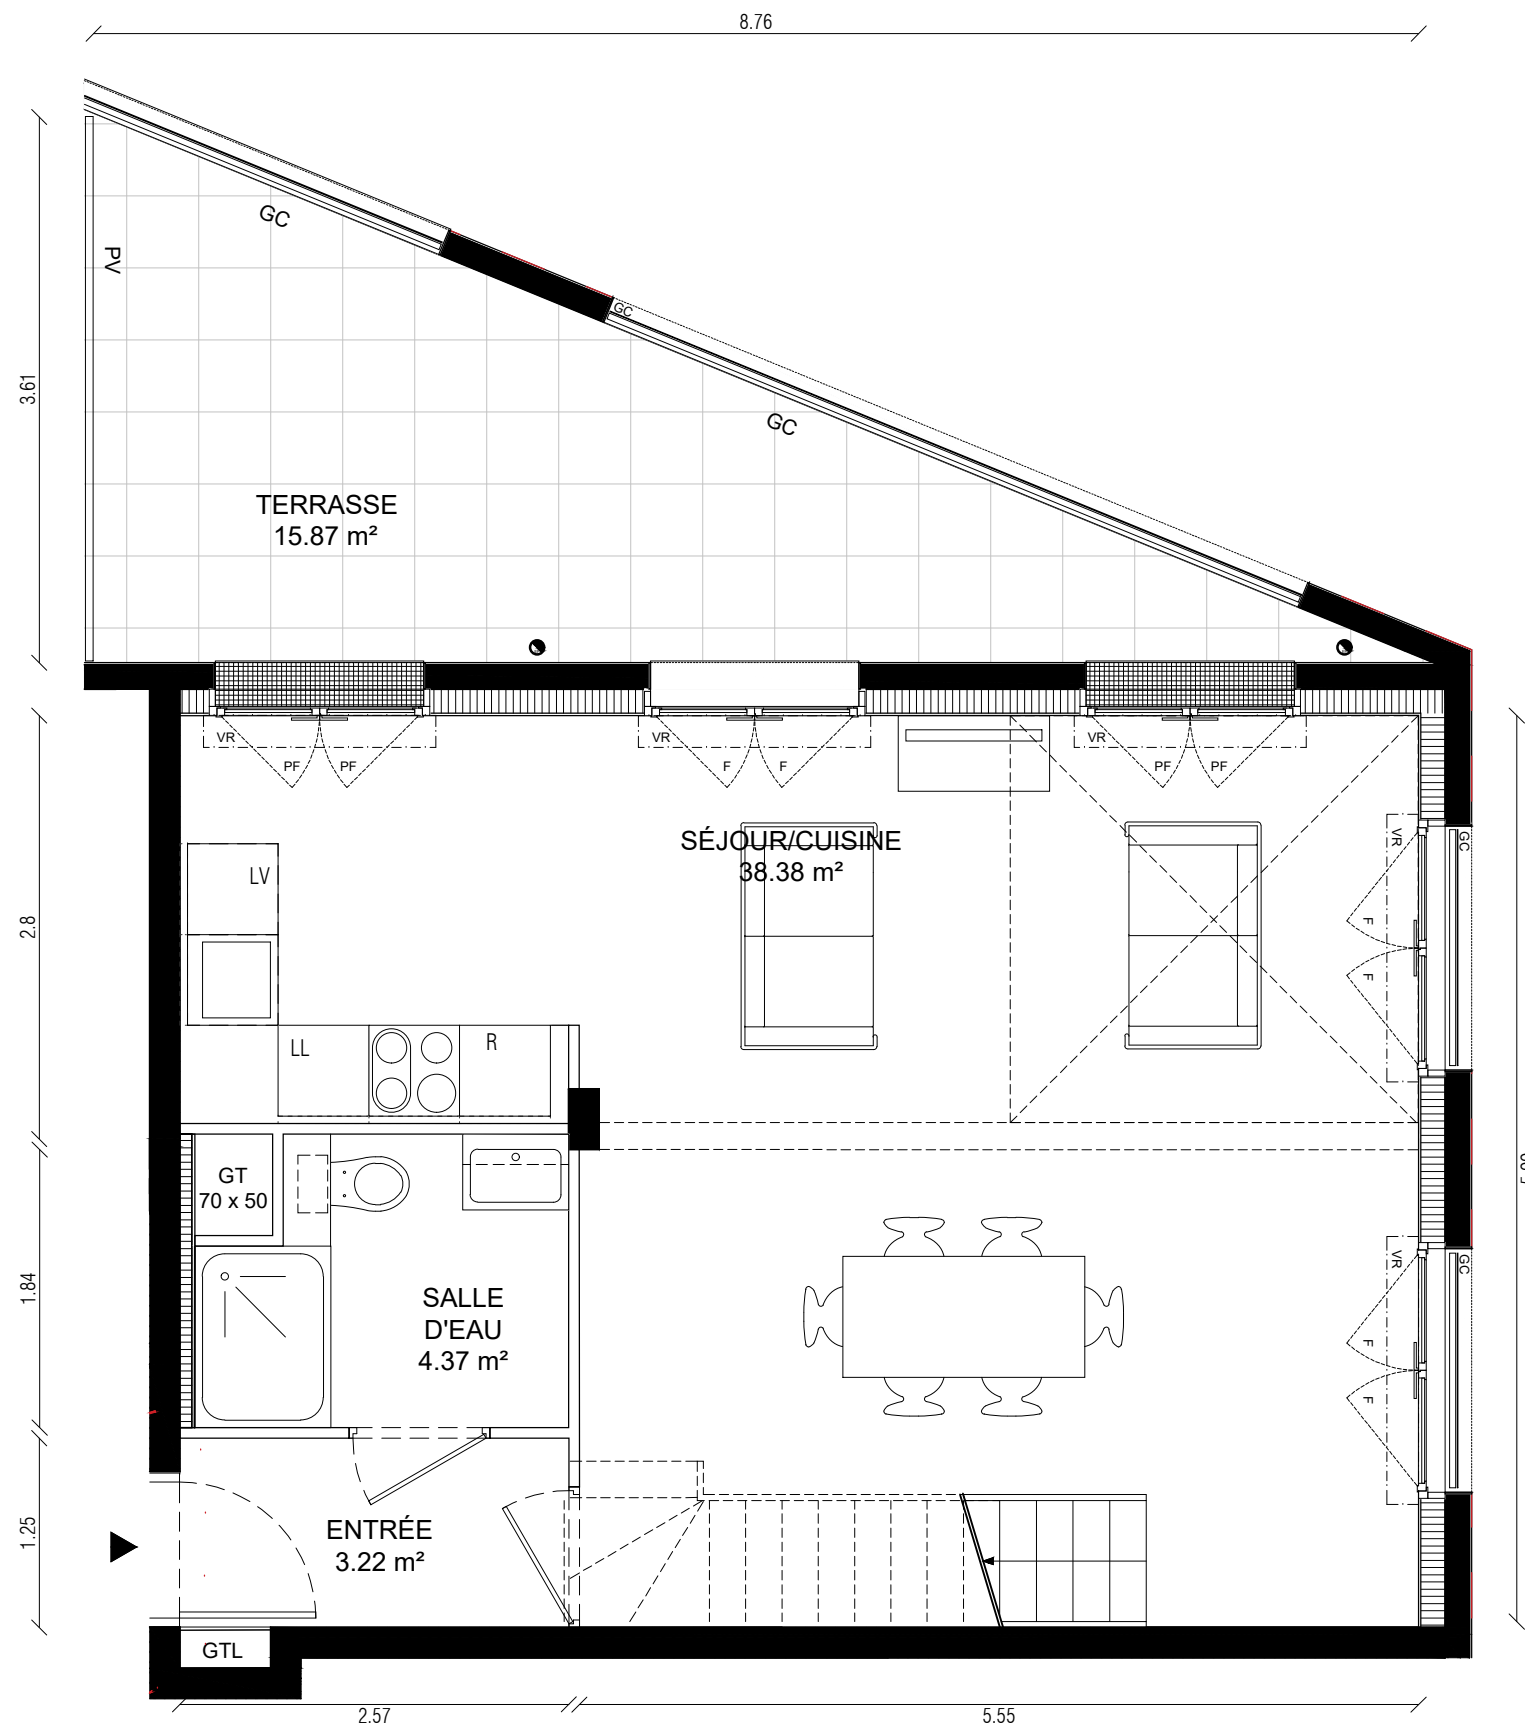 8.76
GC
PV
GC
GC
3.61
TERRASSE
15.87 m²
VR
PF
PF
VR
F
F
VR
PF
PF
SÉJOUR/CUISINE
38.38 m²
VR
GC
F
F
LV
2.8
LL
R
GT
70 x 50
SALLE
D'EAU
4.37 m²
1.84
VR
GC
F
F
ENTRÉE
3.22 m²
1.25
GTL
2.57
5.55